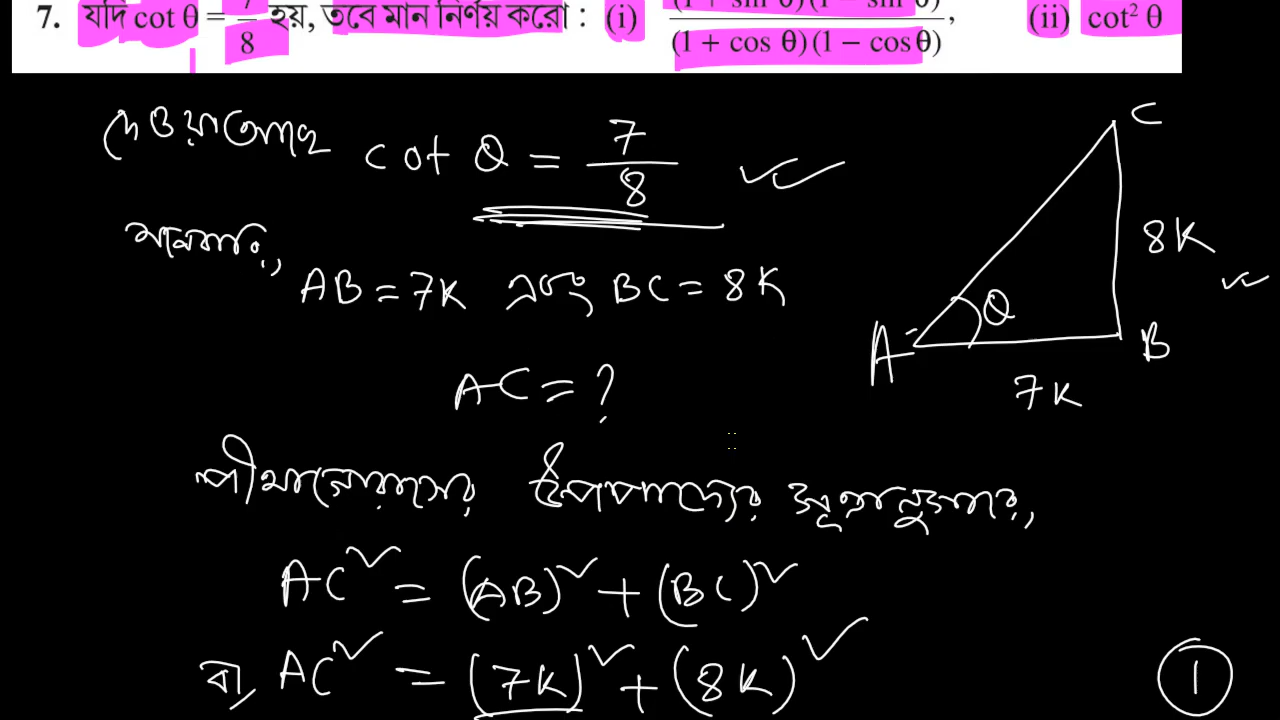 7. যদি cot θ = 7/8 হয়, তবে মান নির্ণয় করো : (i) (1 + sin θ)(1 − sin θ)/(1 + cos θ)(1 − cos θ), (ii) cot² θ
দেওয়া আছে cot θ = 7/8
মানকরি, AB = 7K এবং BC = 8K
AC = ?
পীথাগোরাসের উপপাদ্যের সূত্রানুসারে,
AC² = (AB)² + (BC)²
বা, AC² = (7K)² + (8K)²
C
8K
θ
A
B
7K
1